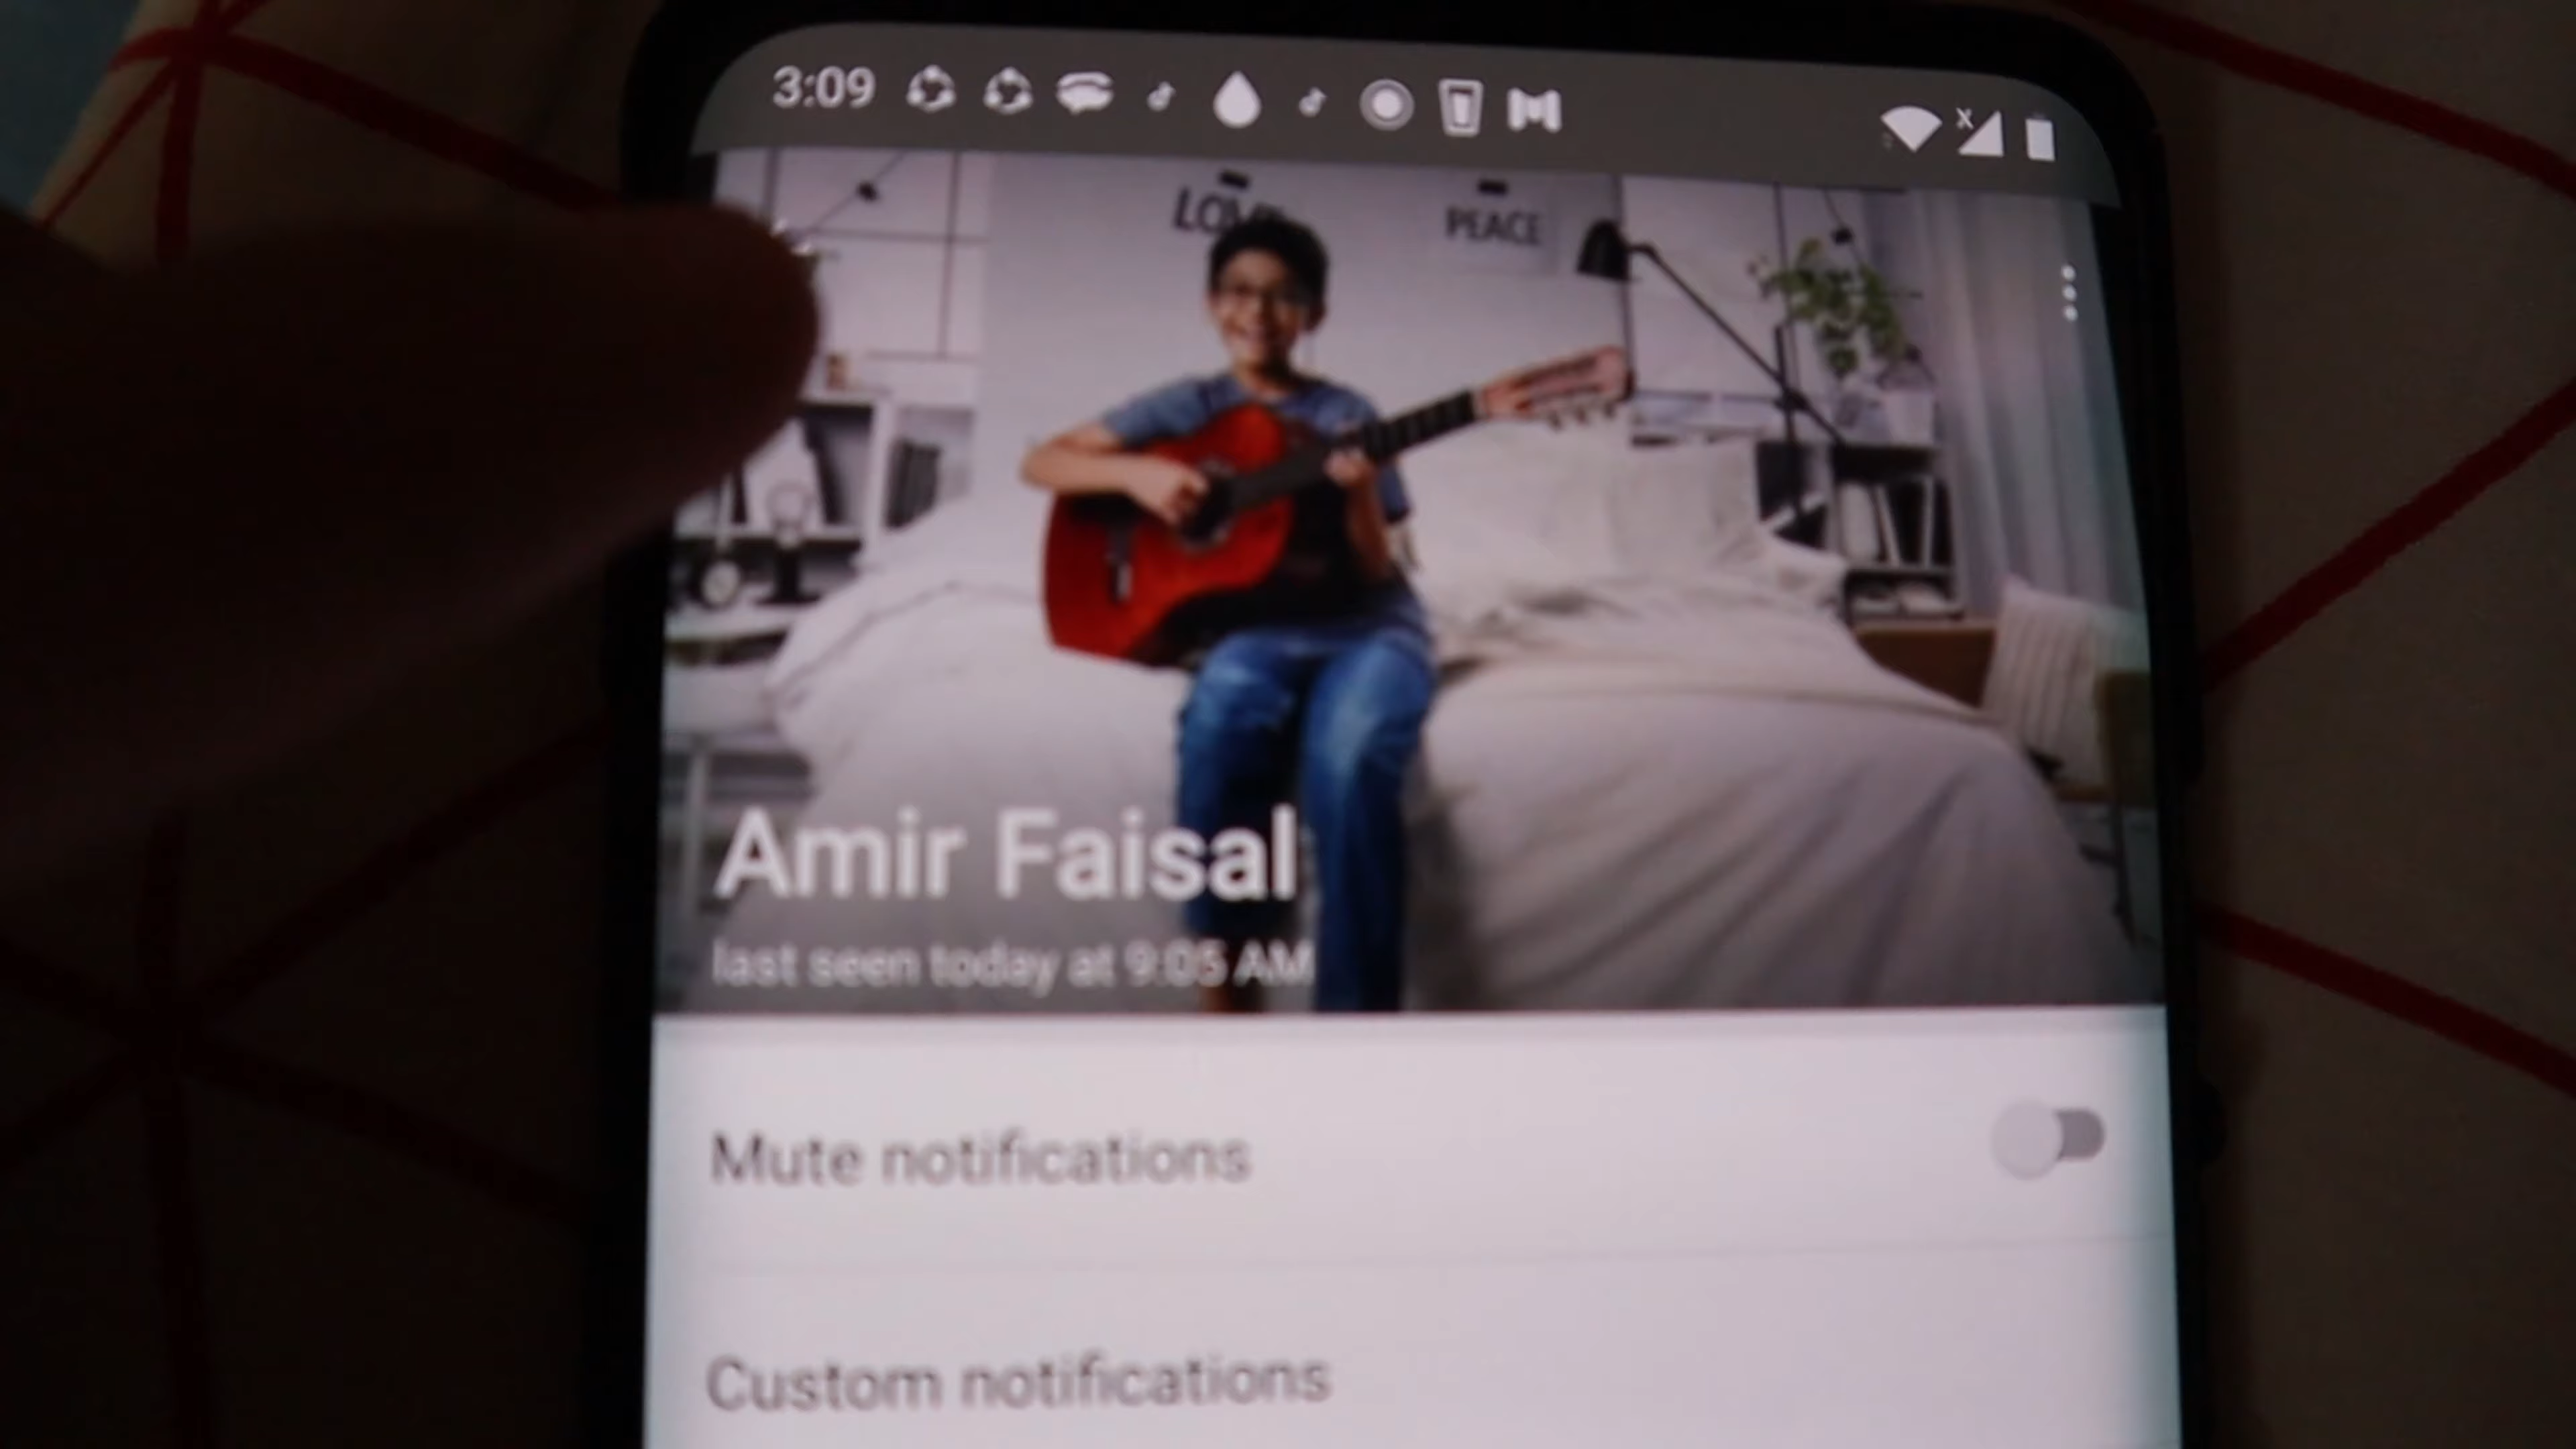 3:09
LOVE
PEACE
Amir Faisal
last seen today at 9:05 AM
Mute notifications
Custom notifications